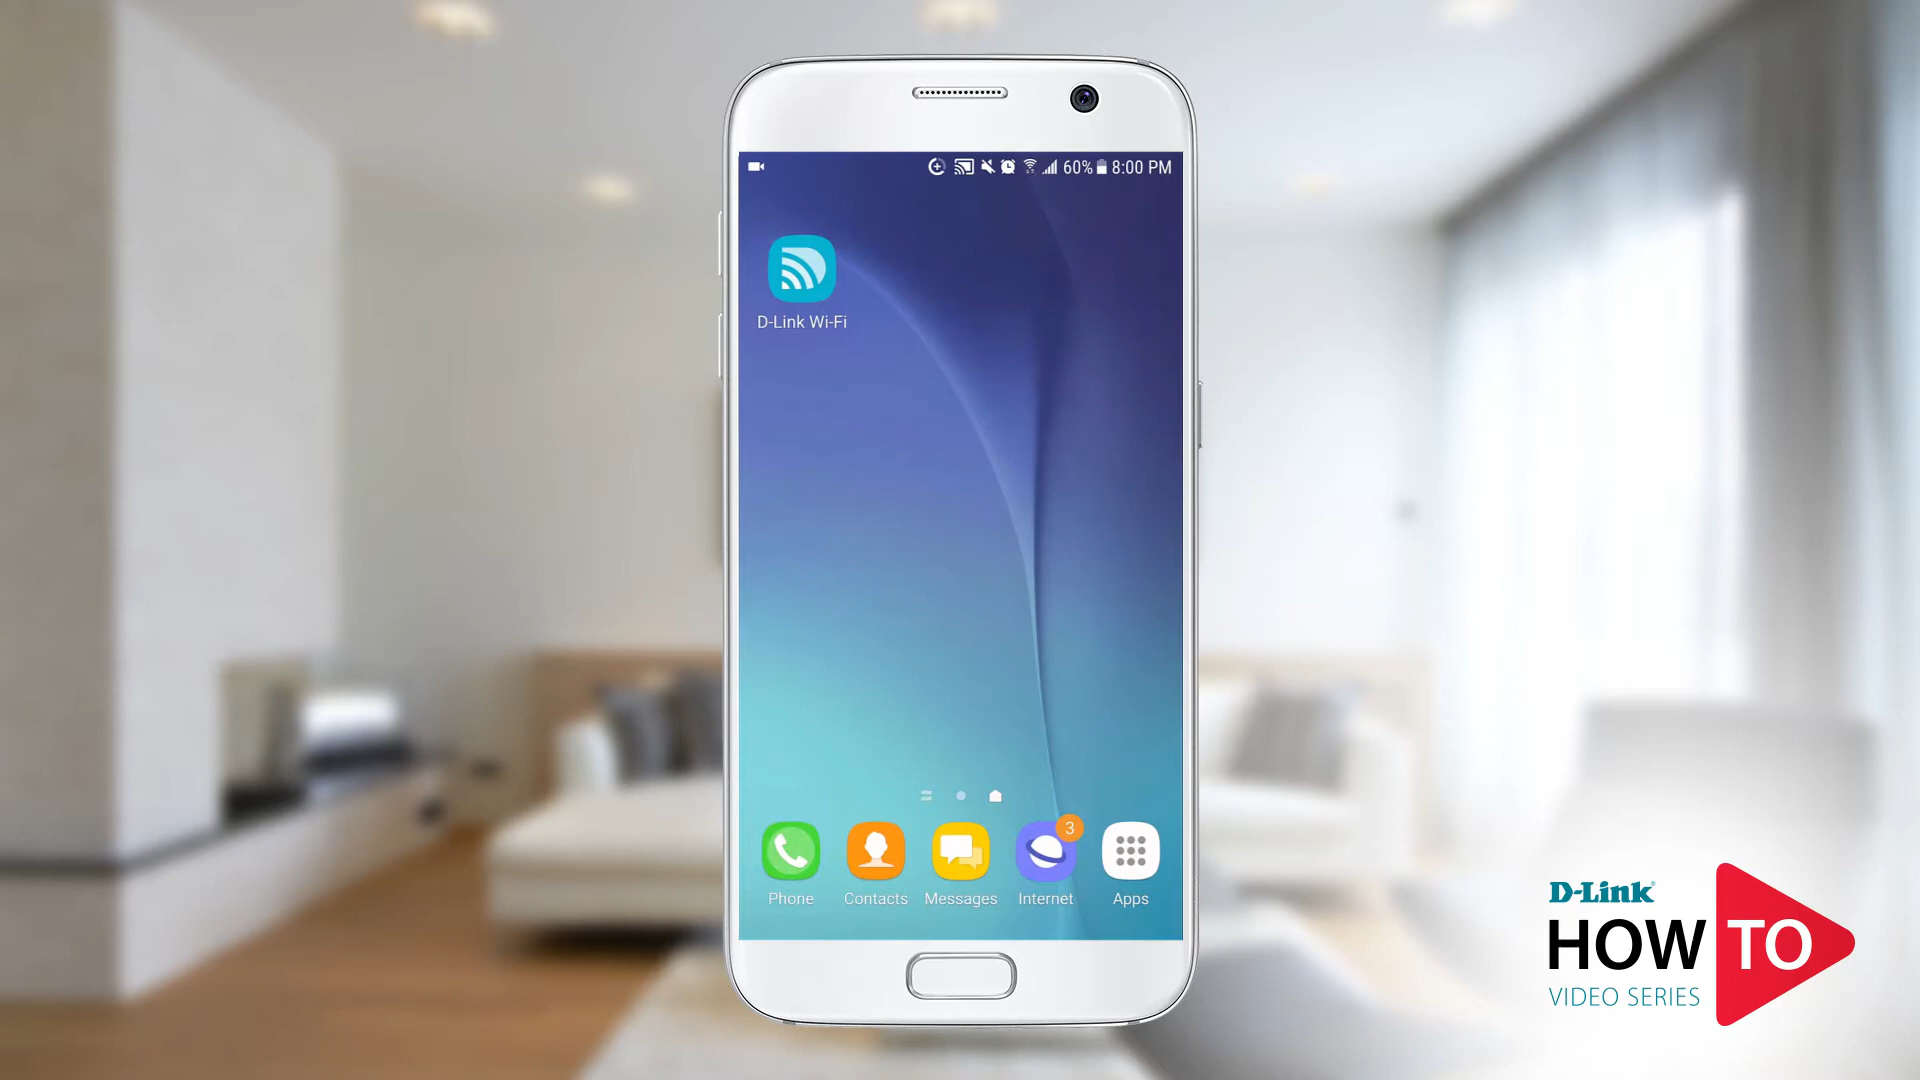 60% 8:00 PM
D-Link Wi-Fi
3
Phone Contacts Messages Internet Apps
D-Link®
HOW TO
VIDEO SERIES